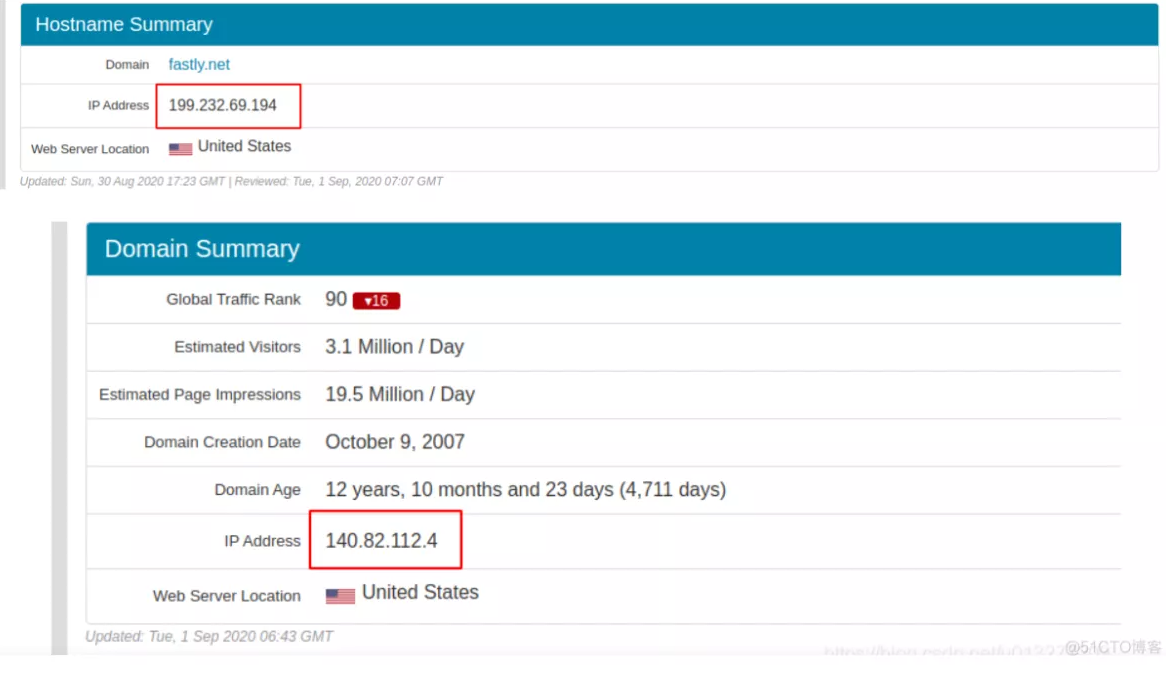 Hostname Summary
Domain fastly.net
IP Address 199.232.69.194
Web Server Location United States
Updated: Sun, 30 Aug 2020 17:23 GMT | Reviewed: Tue, 1 Sep, 2020 07:07 GMT
Domain Summary
Global Traffic Rank 90 ▼16
Estimated Visitors 3.1 Million / Day
Estimated Page Impressions 19.5 Million / Day
Domain Creation Date October 9, 2007
Domain Age 12 years, 10 months and 23 days (4,711 days)
IP Address 140.82.112.4
Web Server Location United States
Updated: Tue, 1 Sep 2020 06:43 GMT
@51CTO博客